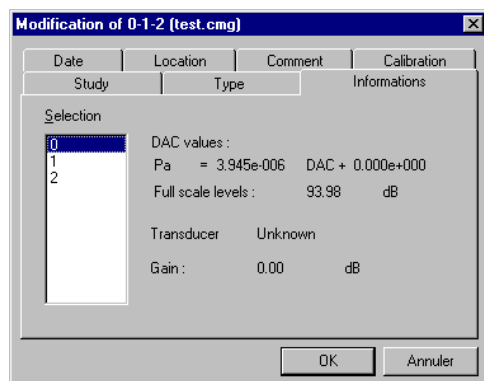 Modification of 0-1-2 (test.cmg)
Date Location Comment Calibration
Study Type Informations
Selection
0
1
2
DAC values :
Pa = 3.945e-006 DAC + 0.000e+000
Full scale levels : 93.98 dB
Transducer Unknown
Gain : 0.00 dB
OK Annuler